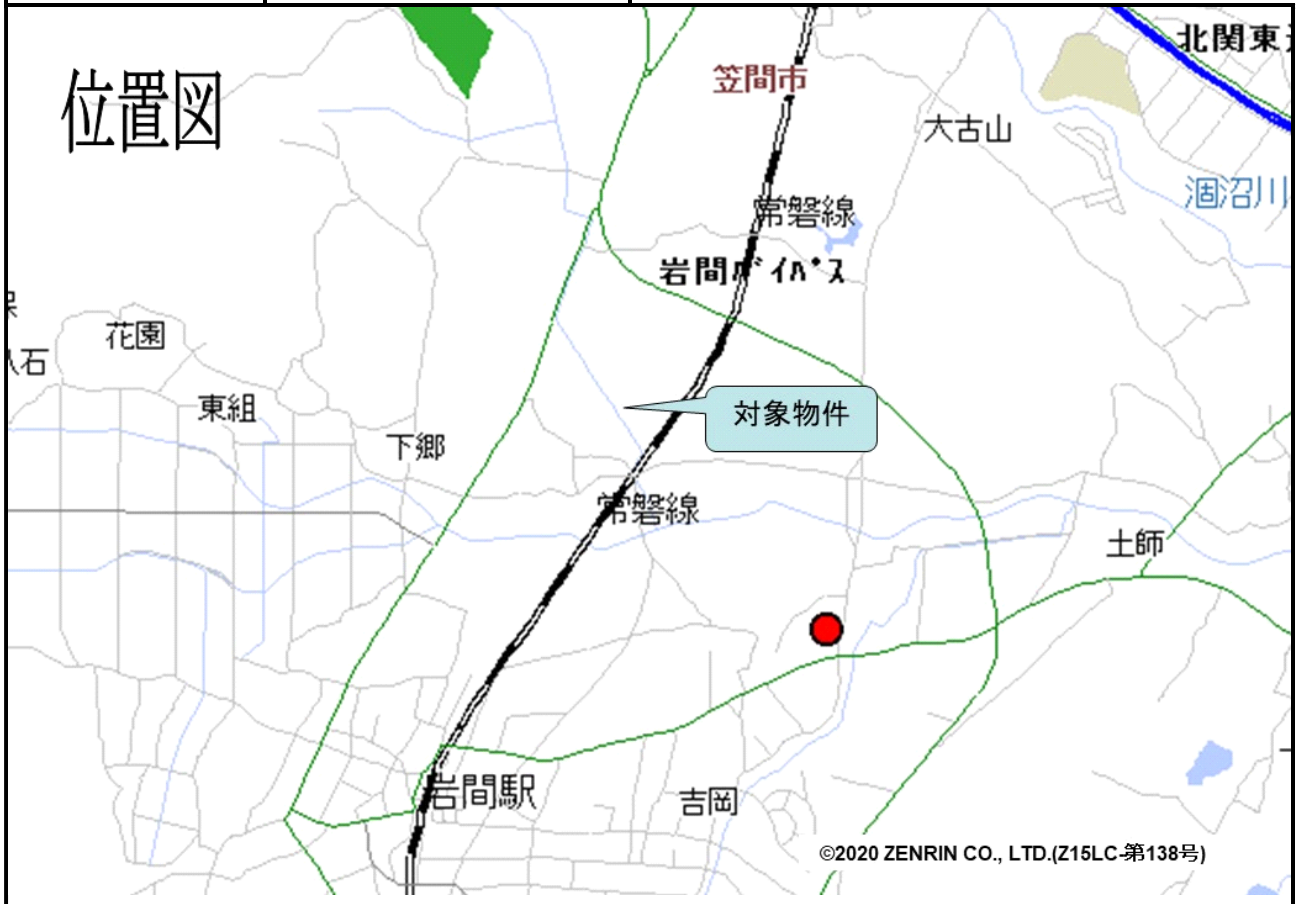 位置図
笠間市
北関東
大古山
涸沼川
常磐線
岩間ﾊﾞｲﾊﾟｽ
花園
石
東組
対象物件
下郷
常磐線
土師
岩間駅
吉岡
©2020 ZENRIN CO., LTD.(Z15LC-第138号)